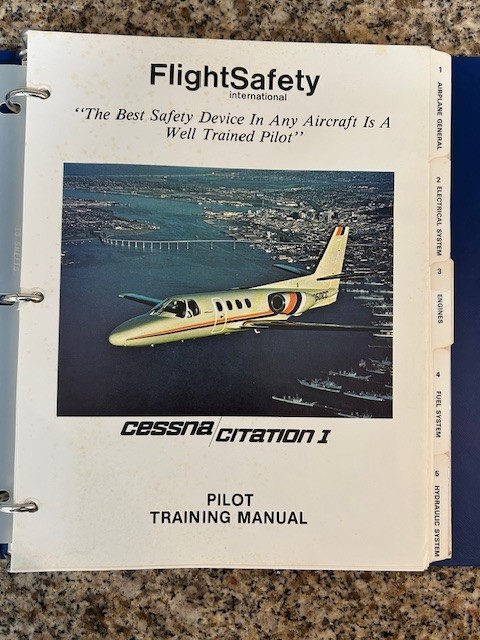 FlightSafety
international
"The Best Safety Device In Any Aircraft Is A
Well Trained Pilot"
cessna/CITATION I
PILOT
TRAINING MANUAL
1 AIRPLANE GENERAL
2 ELECTRICAL SYSTEM
3 ENGINES
4 FUEL SYSTEM
5 HYDRAULIC SYSTEM